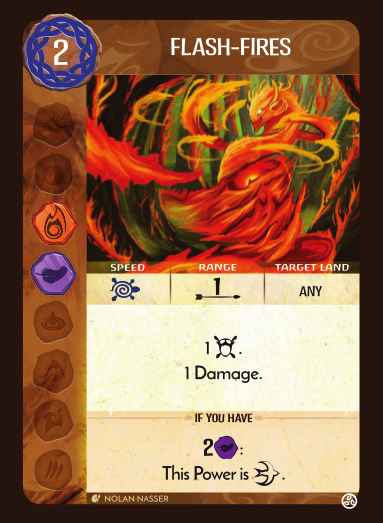 2
FLASH-FIRES
SPEED RANGE TARGET LAND
1 ANY
1 .
1 Damage.
IF YOU HAVE
2 :
This Power is .
NOLAN NASSER